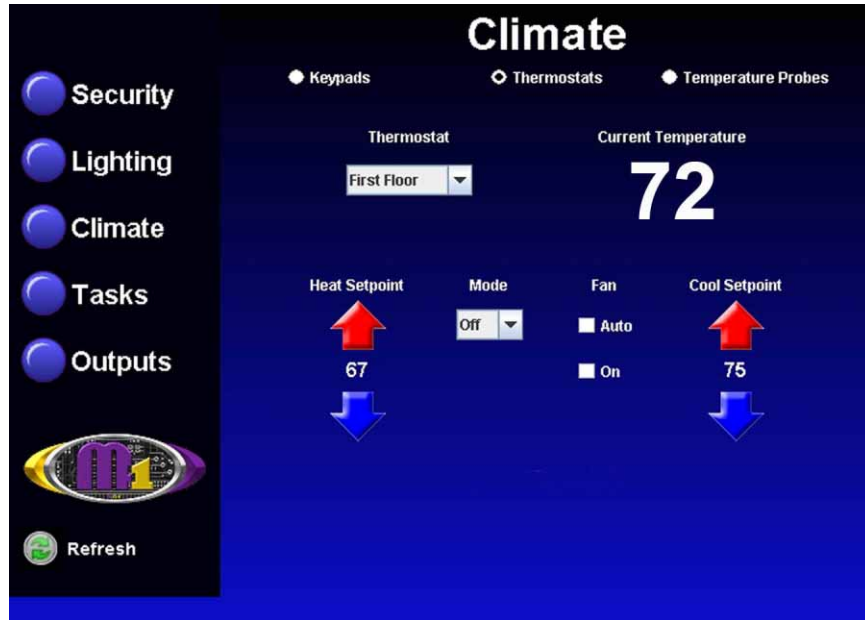 Climate
Keypads Thermostats Temperature Probes
Security
Lighting
Climate
Tasks
Outputs
M1
Refresh
Thermostat
First Floor
Current Temperature
72
Heat Setpoint Mode Fan Cool Setpoint
Off Auto
67 On 75